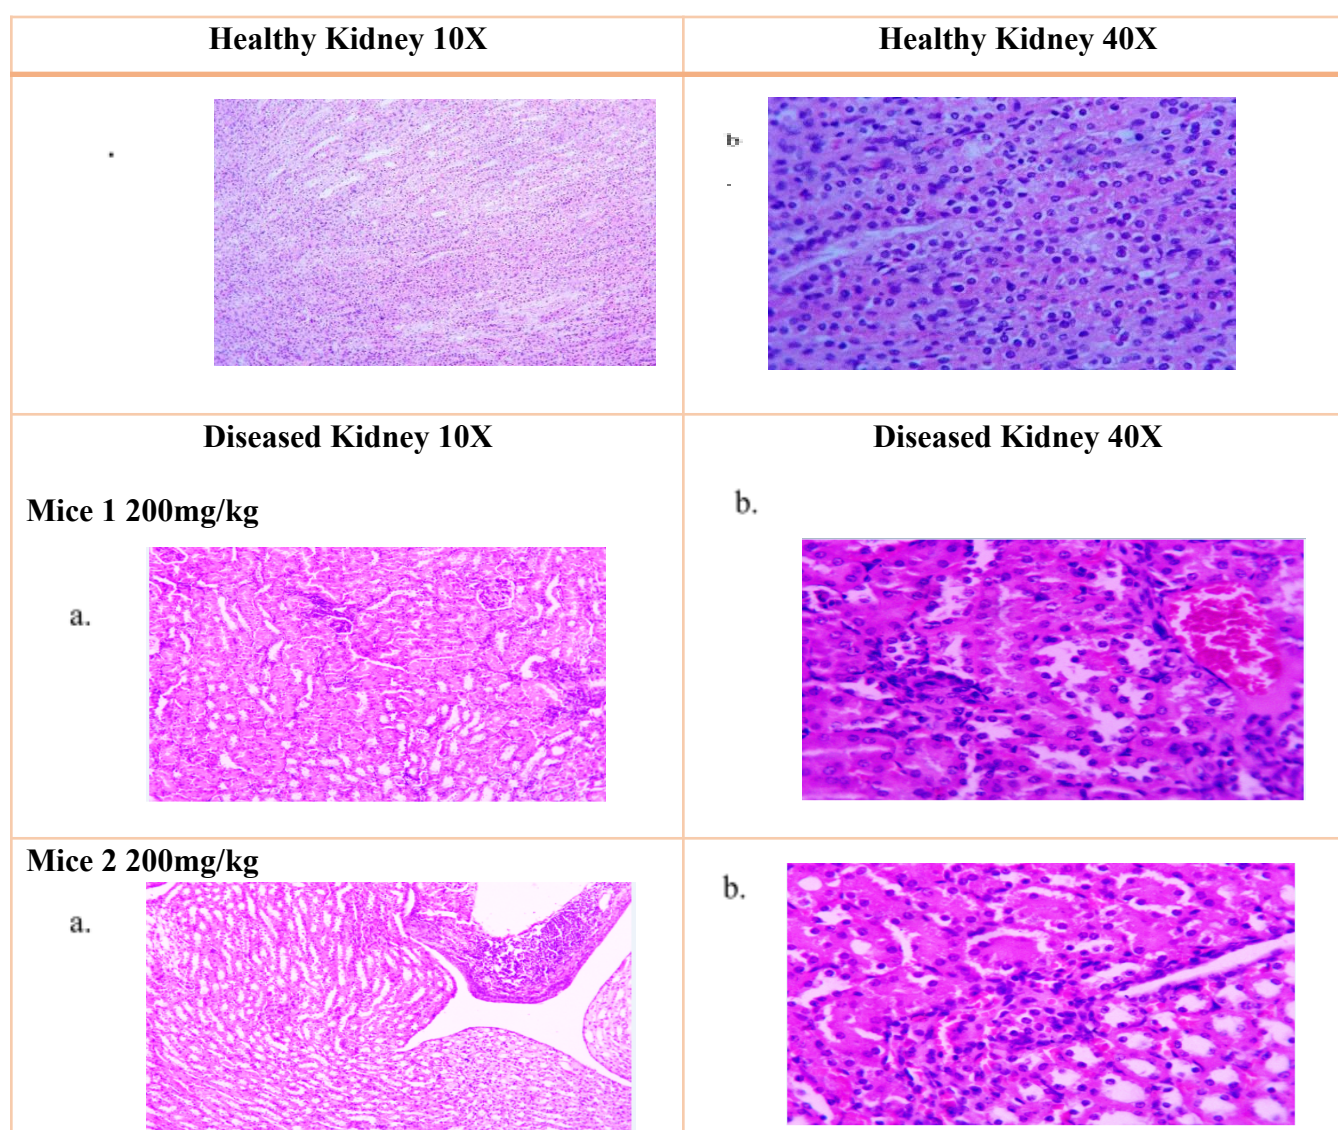 Healthy Kidney 10X
Healthy Kidney 40X
.
b
-
Diseased Kidney 10X
Diseased Kidney 40X
Mice 1 200mg/kg
b.
a.
Mice 2 200mg/kg
a.
b.